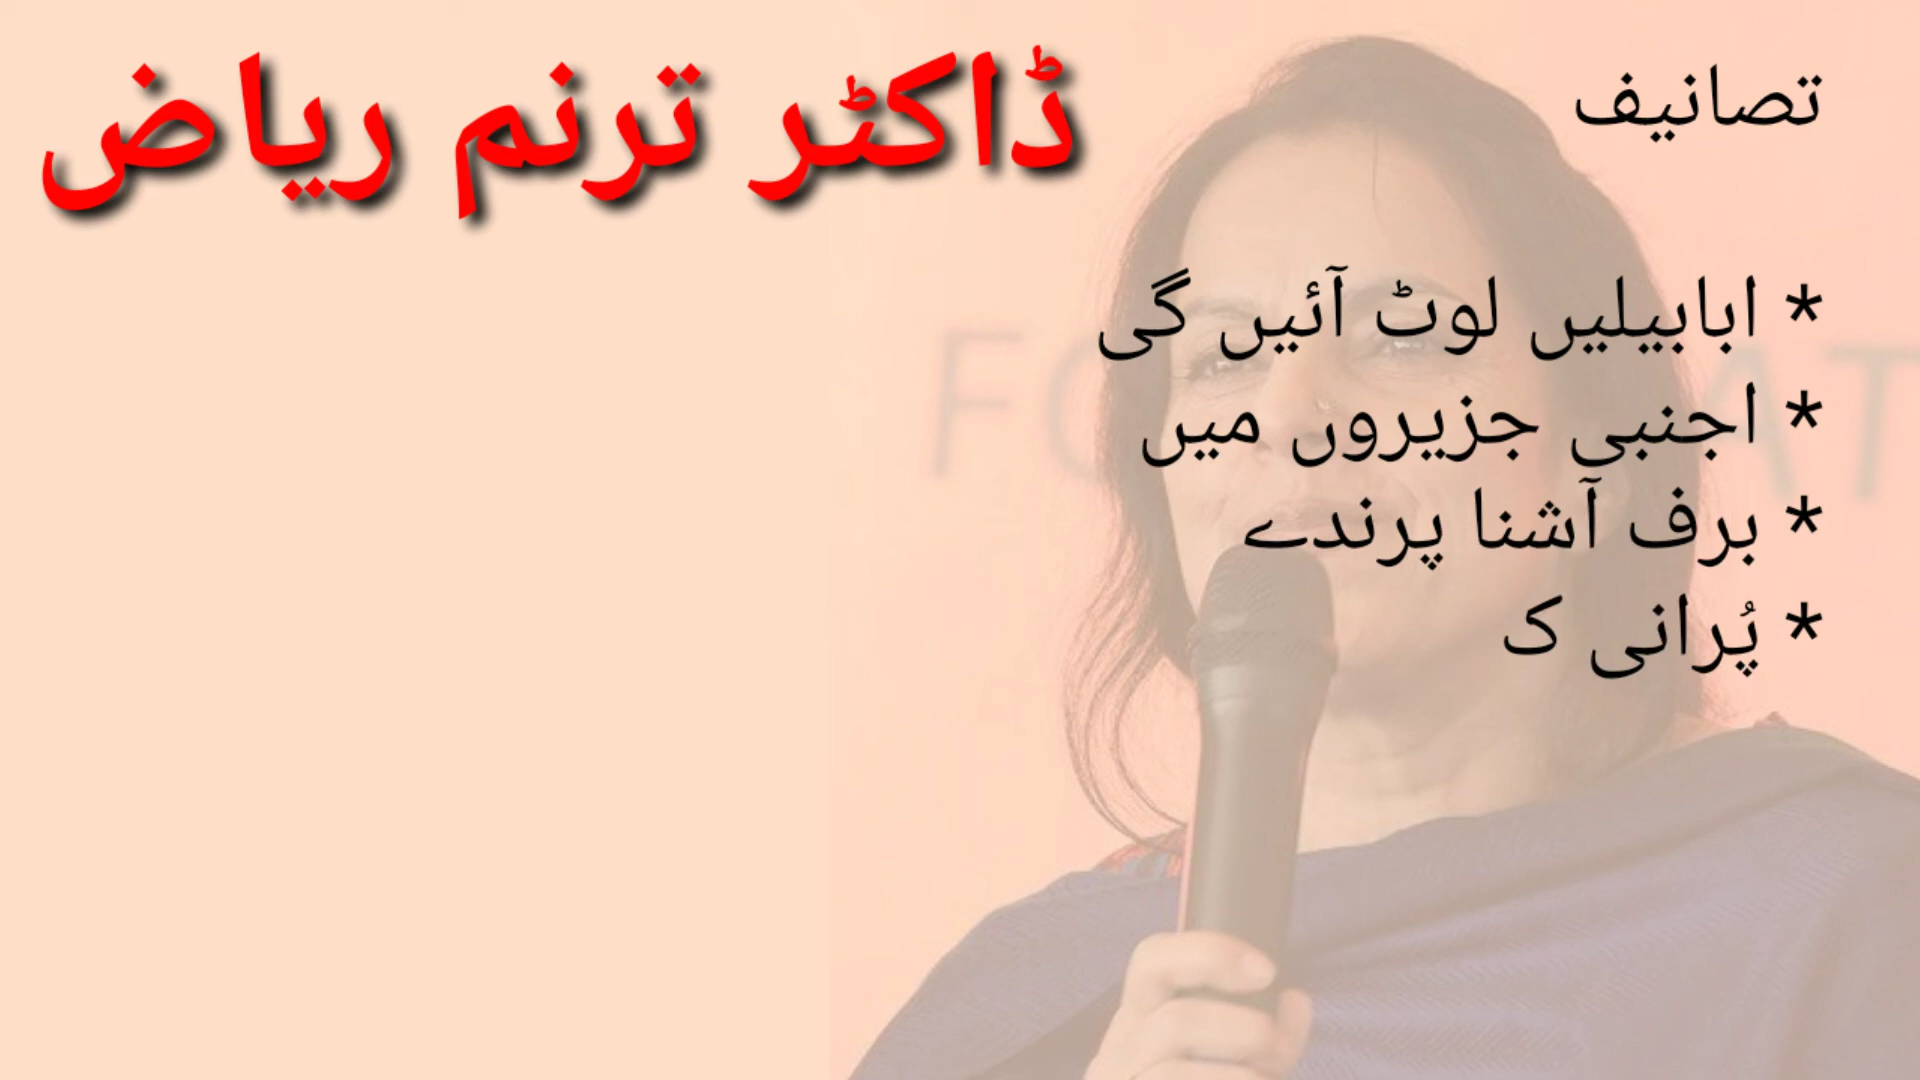 ڈاکٹر ترنم ریاض
تصانیف
* ابابیلیں لوٹ آئیں گی
* اجنبی جزیروں میں
* برف آشنا پرندے
* پُرانی ک